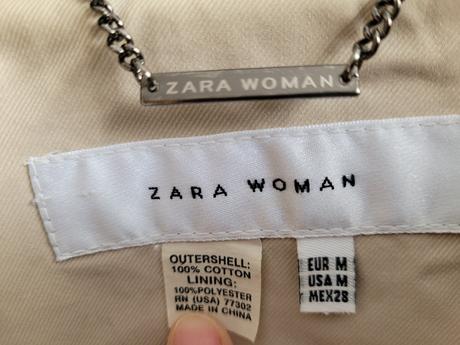 ZARA WOMAN
ZARA WOMAN
OUTERSHELL:
100% COTTON
LINING:
100%POLYESTER
RN (USA) 77302
MADE IN CHINA
EUR M
USA M
MEX28